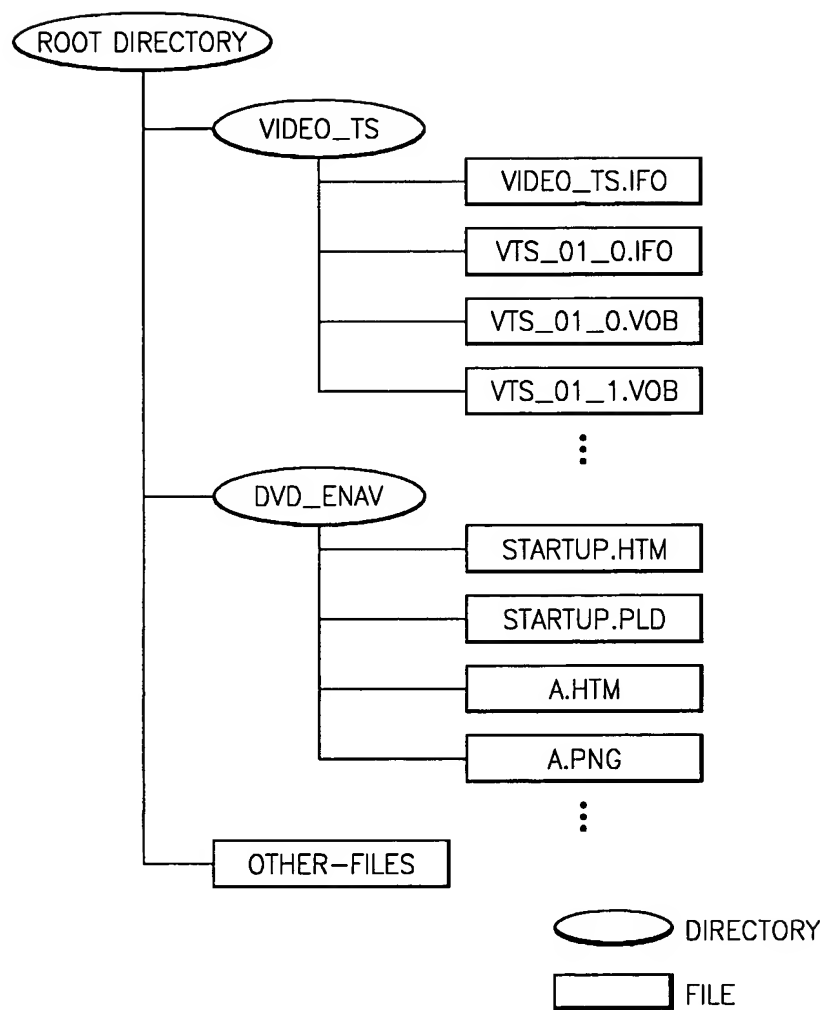 ROOT DIRECTORY
VIDEO_TS
VIDEO_TS.IFO
VTS_01_0.IFO
VTS_01_0.VOB
VTS_01_1.VOB
DVD_ENAV
STARTUP.HTM
STARTUP.PLD
A.HTM
A.PNG
OTHER-FILES
DIRECTORY
FILE